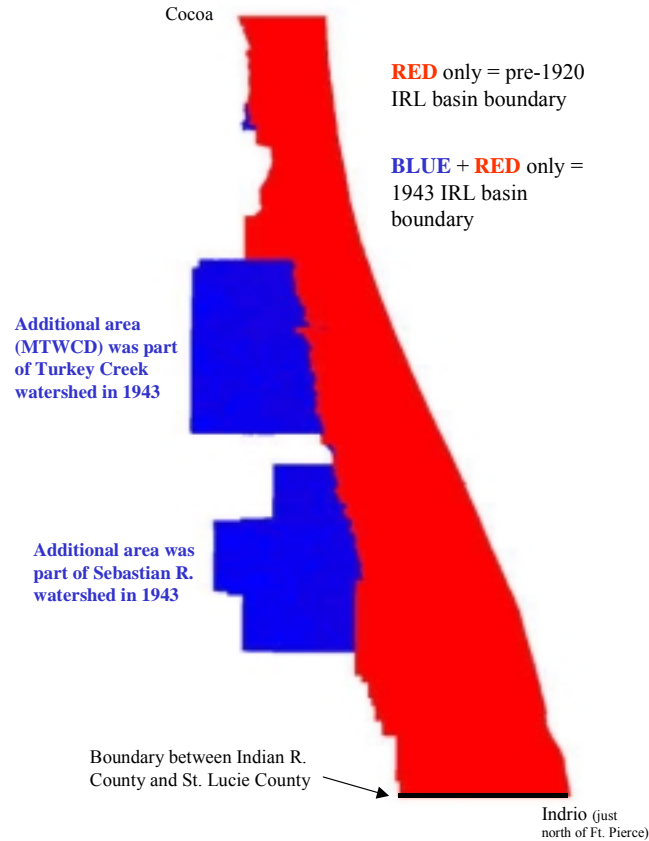 Cocoa
RED only = pre-1920
IRL basin boundary
BLUE + RED only =
1943 IRL basin
boundary
Additional area
(MTWCD) was part
of Turkey Creek
watershed in 1943
Additional area was
part of Sebastian R.
watershed in 1943
Boundary between Indian R.
County and St. Lucie County
Indrio (just
north of Ft. Pierce)